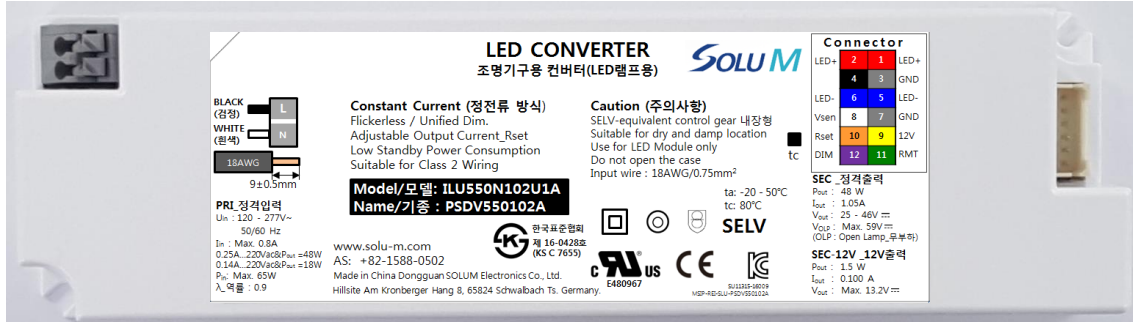 LED CONVERTER
조명기구용 컨버터(LED램프용)
SOLU M
BLACK
(검정)
L
WHITE
(흰색)
N
18AWG
9±0.5mm
PRI_정격입력
Uin : 120 - 277V~
50/60 Hz
Iin : Max. 0.8A
0.25A...220Vac&Pout =48W
0.14A...220Vac&Pout =18W
Pin: Max. 65W
λ_역률 : 0.9
Constant Current (정전류 방식)
Flickerless / Unified Dim.
Adjustable Output Current_Rset
Low Standby Power Consumption
Suitable for Class 2 Wiring
Model/모델: ILU550N102U1A
Name/기종 : PSDV550102A
www.solu-m.com
AS: +82-1588-0502
한국표준협회
제 16-0428호
(KS C 7655)
Made in China Dongguan SOLUM Electronics Co., Ltd.
Hillsite Am Kronberger Hang 8, 65824 Schwalbach Ts. Germany.
Caution (주의사항)
SELV-equivalent control gear 내장형
Suitable for dry and damp location
Use for LED Module only
Do not open the case
Input wire : 18AWG/0.75mm²
tc
ta: -20 - 50℃
tc: 80℃
SELV
c RU US
E480967
CE
SU11315-16009
MSIP-REI-SLU-PSDV550102A
Connector
LED+ 2 1 LED+
4 3 GND
LED- 6 5 LED-
Vsen 8 7 GND
Rset 10 9 12V
DIM 12 11 RMT
SEC _정격출력
Pout : 48 W
Iout : 1.05A
Vout : 25 - 46V⎓
VOLP : Max. 59V⎓
(OLP : Open Lamp_무부하)
SEC-12V _12V출력
Pout : 1.5 W
Iout : 0.100 A
Vout : Max. 13.2V⎓